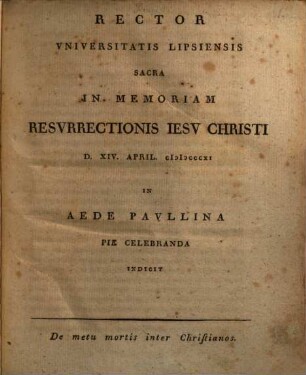 RECTOR
VNIVERSITATIS LIPSIENSIS
SACRA
IN MEMORIAM
RESVRRECTIONIS IESV CHRISTI
D. XIV. APRIL. cIɔIɔccccxI
IN
AEDE PAVLLINA
PIE CELEBRANDA
INDICIT
De metu mortis inter Christianos.